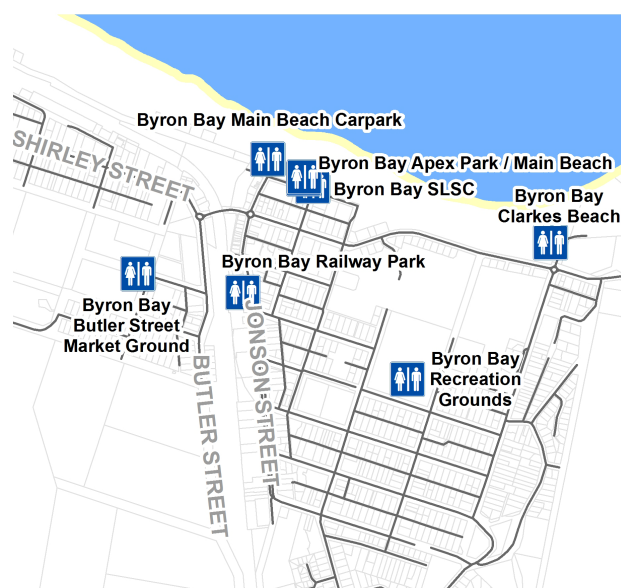 Byron Bay Main Beach Carpark
SHIRLEY STREET
Byron Bay Apex Park / Main Beach
Byron Bay SLSC
Byron Bay
Clarkes Beach
Byron Bay Railway Park
Byron Bay
Butler Street
Market Ground
JONSON STREET
BUTLER STREET
Byron Bay
Recreation
Grounds